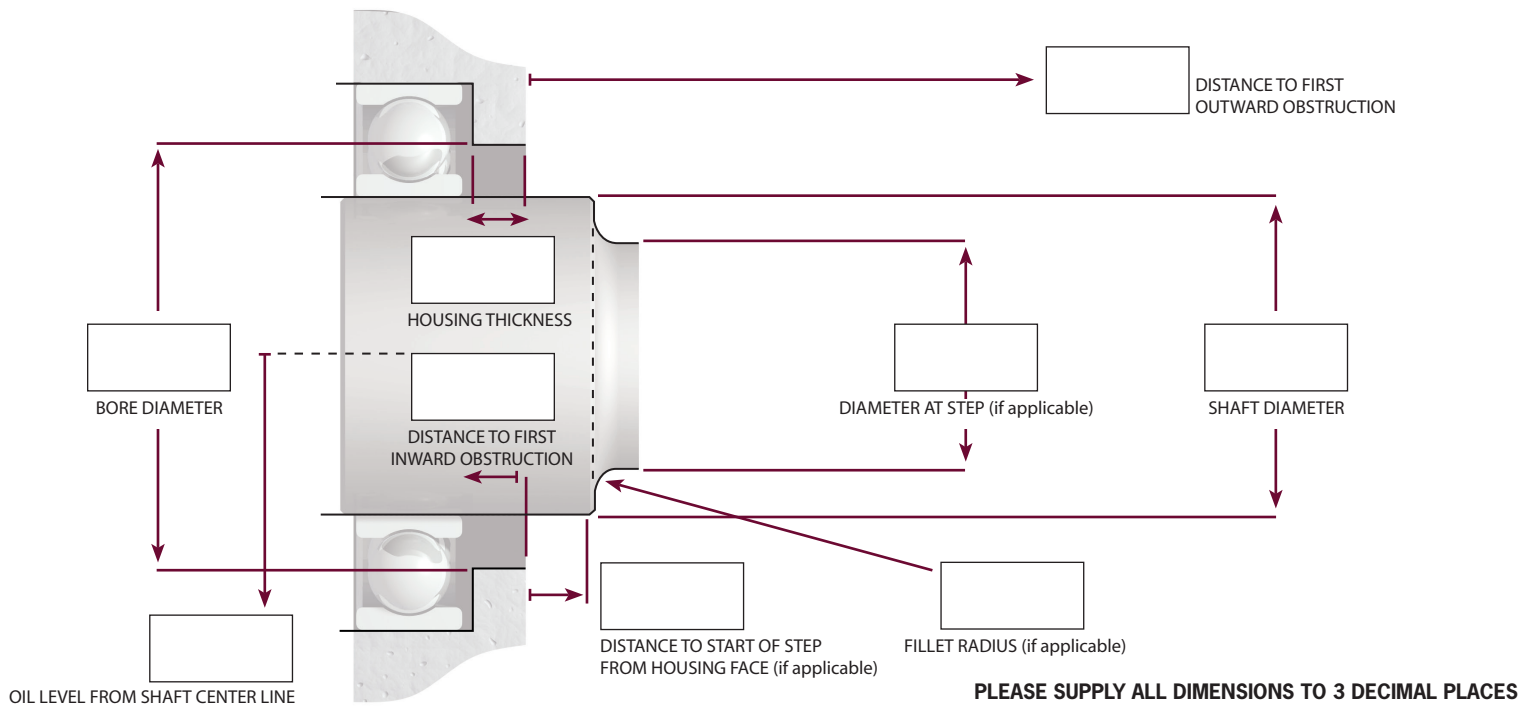 DISTANCE TO FIRST
OUTWARD OBSTRUCTION
HOUSING THICKNESS
BORE DIAMETER
DIAMETER AT STEP (if applicable)
SHAFT DIAMETER
DISTANCE TO FIRST
INWARD OBSTRUCTION
DISTANCE TO START OF STEP
FROM HOUSING FACE (if applicable)
FILLET RADIUS (if applicable)
OIL LEVEL FROM SHAFT CENTER LINE
PLEASE SUPPLY ALL DIMENSIONS TO 3 DECIMAL PLACES